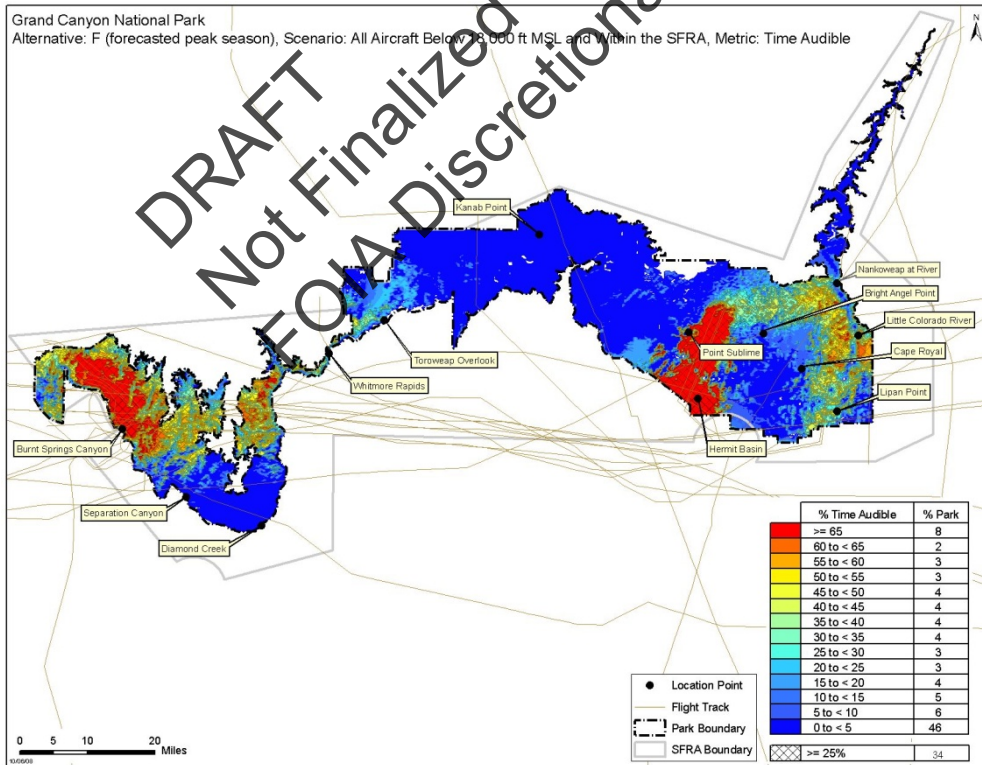 Grand Canyon National Park
Alternative: F (forecasted peak season), Scenario: All Aircraft Below 18,000 ft MSL and Within the SFRA, Metric: Time Audible
N
DRAFT
Not Finalized
FOIA Discretion
Kanab Point
Nankoweap at River
Bright Angel Point
Little Colorado River
Point Sublime
Cape Royal
Toroweap Overlook
Whitmore Rapids
Lipan Point
Burnt Springs Canyon
Hermit Basin
Separation Canyon
Diamond Creek
% Time Audible % Park
>= 65 8
60 to < 65 2
55 to < 60 3
50 to < 55 3
45 to < 50 4
40 to < 45 4
35 to < 40 4
30 to < 35 4
25 to < 30 3
20 to < 25 3
15 to < 20 4
10 to < 15 5
5 to < 10 6
0 to < 5 46
>= 25% 34
Location Point
Flight Track
Park Boundary
SFRA Boundary
0 5 10 20
Miles